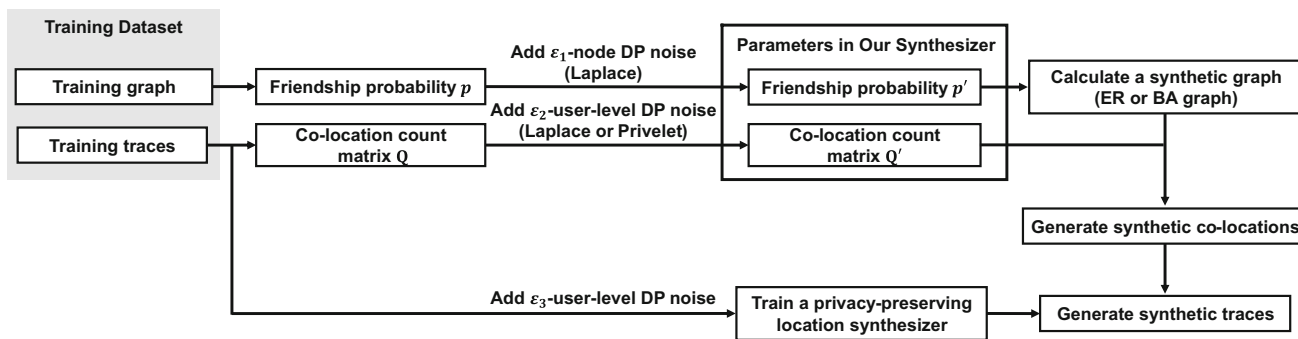 Training Dataset
Training graph
Training traces
Friendship probability p
Co-location count
matrix Q
Add ε₁-node DP noise
(Laplace)
Add ε₂-user-level DP noise
(Laplace or Privelet)
Parameters in Our Synthesizer
Friendship probability p′
Co-location count
matrix Q′
Calculate a synthetic graph
(ER or BA graph)
Generate synthetic co-locations
Add ε₃-user-level DP noise
Train a privacy-preserving
location synthesizer
Generate synthetic traces